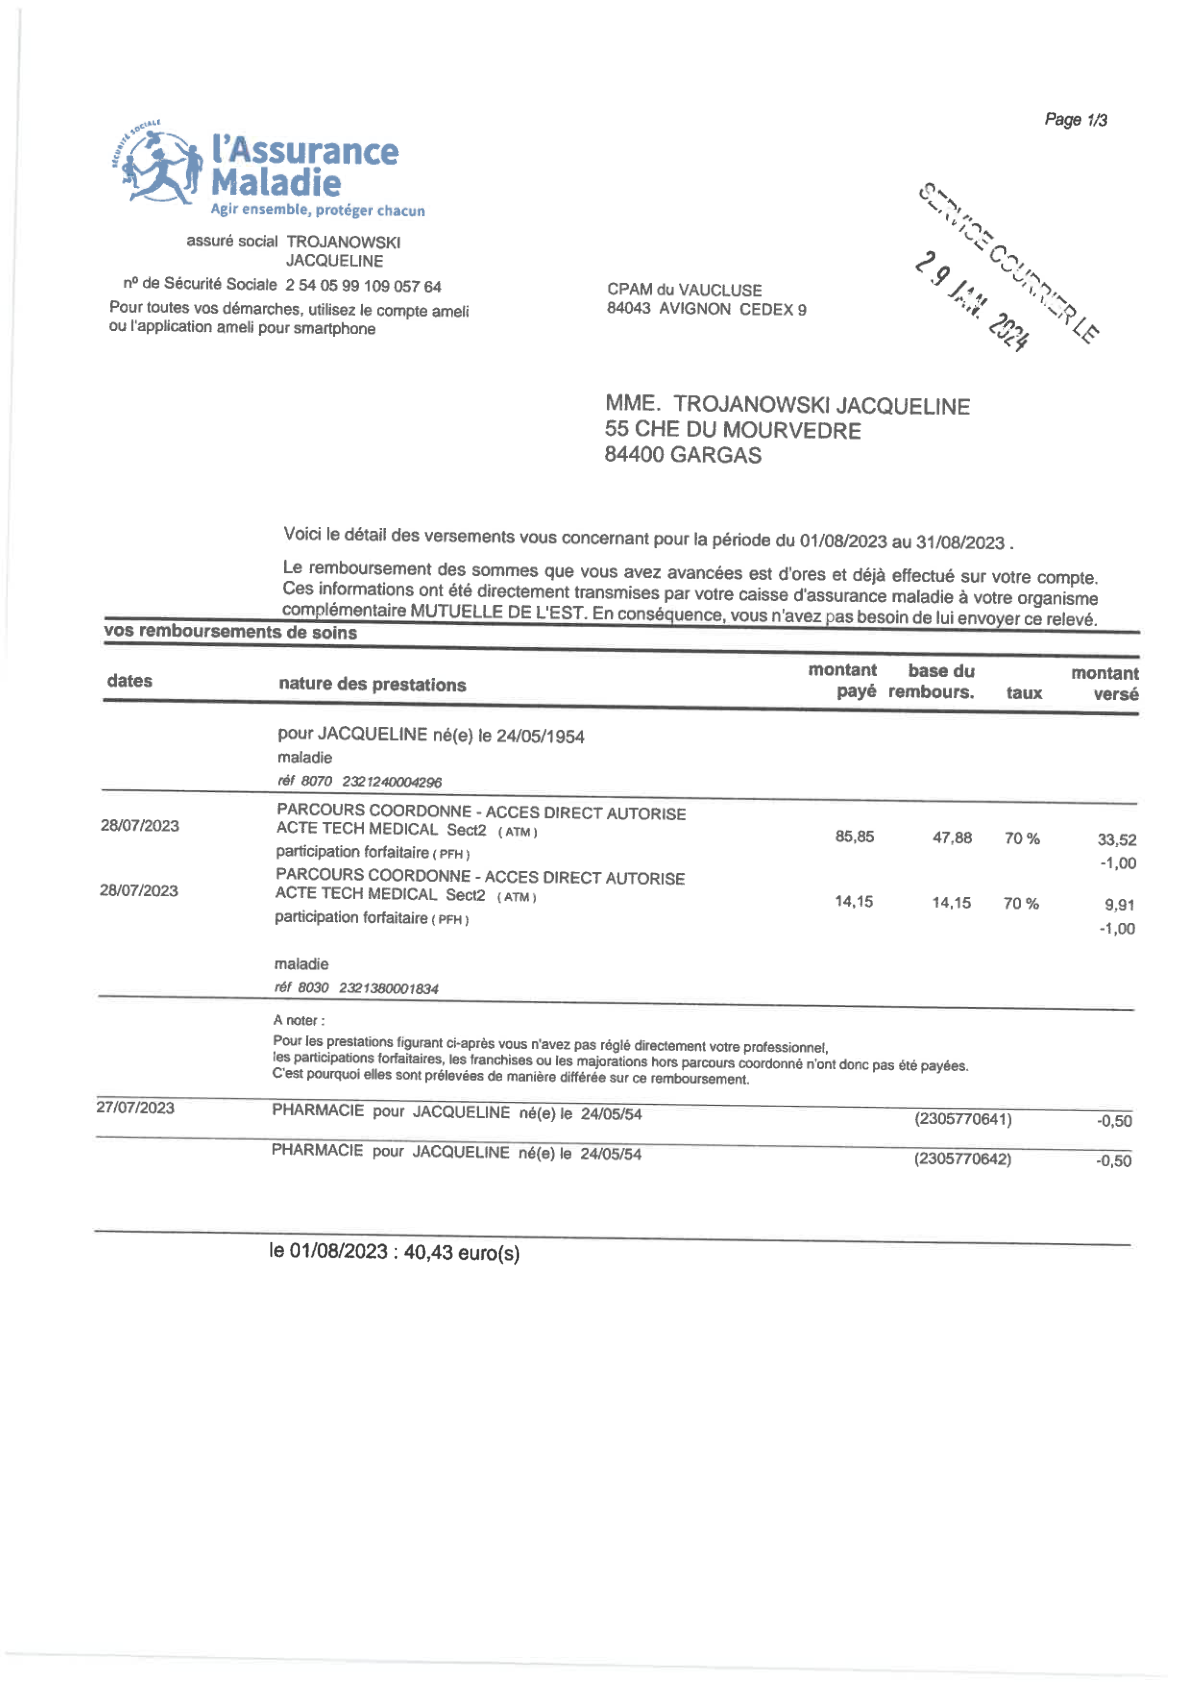 Page 1/3
SÉCURITÉ SOCIALE
l'Assurance
Maladie
Agir ensemble, protéger chacun
SERVICE COURRIER LE
29 JAN. 2024
assuré social TROJANOWSKI
JACQUELINE
nº de Sécurité Sociale 2 54 05 99 109 057 64
Pour toutes vos démarches, utilisez le compte ameli
ou l'application ameli pour smartphone
CPAM du VAUCLUSE
84043 AVIGNON CEDEX 9
MME. TROJANOWSKI JACQUELINE
55 CHE DU MOURVEDRE
84400 GARGAS
Voici le détail des versements vous concernant pour la période du 01/08/2023 au 31/08/2023 .
Le remboursement des sommes que vous avez avancées est d'ores et déjà effectué sur votre compte.
Ces informations ont été directement transmises par votre caisse d'assurance maladie à votre organisme
complémentaire MUTUELLE DE L'EST. En conséquence, vous n'avez pas besoin de lui envoyer ce relevé.
vos remboursements de soins
dates nature des prestations montant payé base du rembours. taux montant versé
pour JACQUELINE né(e) le 24/05/1954
maladie
réf 8070 2321240004296
PARCOURS COORDONNE - ACCES DIRECT AUTORISE
28/07/2023 ACTE TECH MEDICAL Sect2 (ATM) 85,85 47,88 70 % 33,52
participation forfaitaire ( PFH ) -1,00
PARCOURS COORDONNE - ACCES DIRECT AUTORISE
28/07/2023 ACTE TECH MEDICAL Sect2 (ATM) 14,15 14,15 70 % 9,91
participation forfaitaire ( PFH ) -1,00
maladie
réf 8030 2321380001834
A noter :
Pour les prestations figurant ci-après vous n'avez pas réglé directement votre professionnel,
les participations forfaitaires, les franchises ou les majorations hors parcours coordonné n'ont donc pas été payées.
C'est pourquoi elles sont prélevées de manière différée sur ce remboursement.
27/07/2023 PHARMACIE pour JACQUELINE né(e) le 24/05/54 (2305770641) -0,50
PHARMACIE pour JACQUELINE né(e) le 24/05/54 (2305770642) -0,50
le 01/08/2023 : 40,43 euro(s)